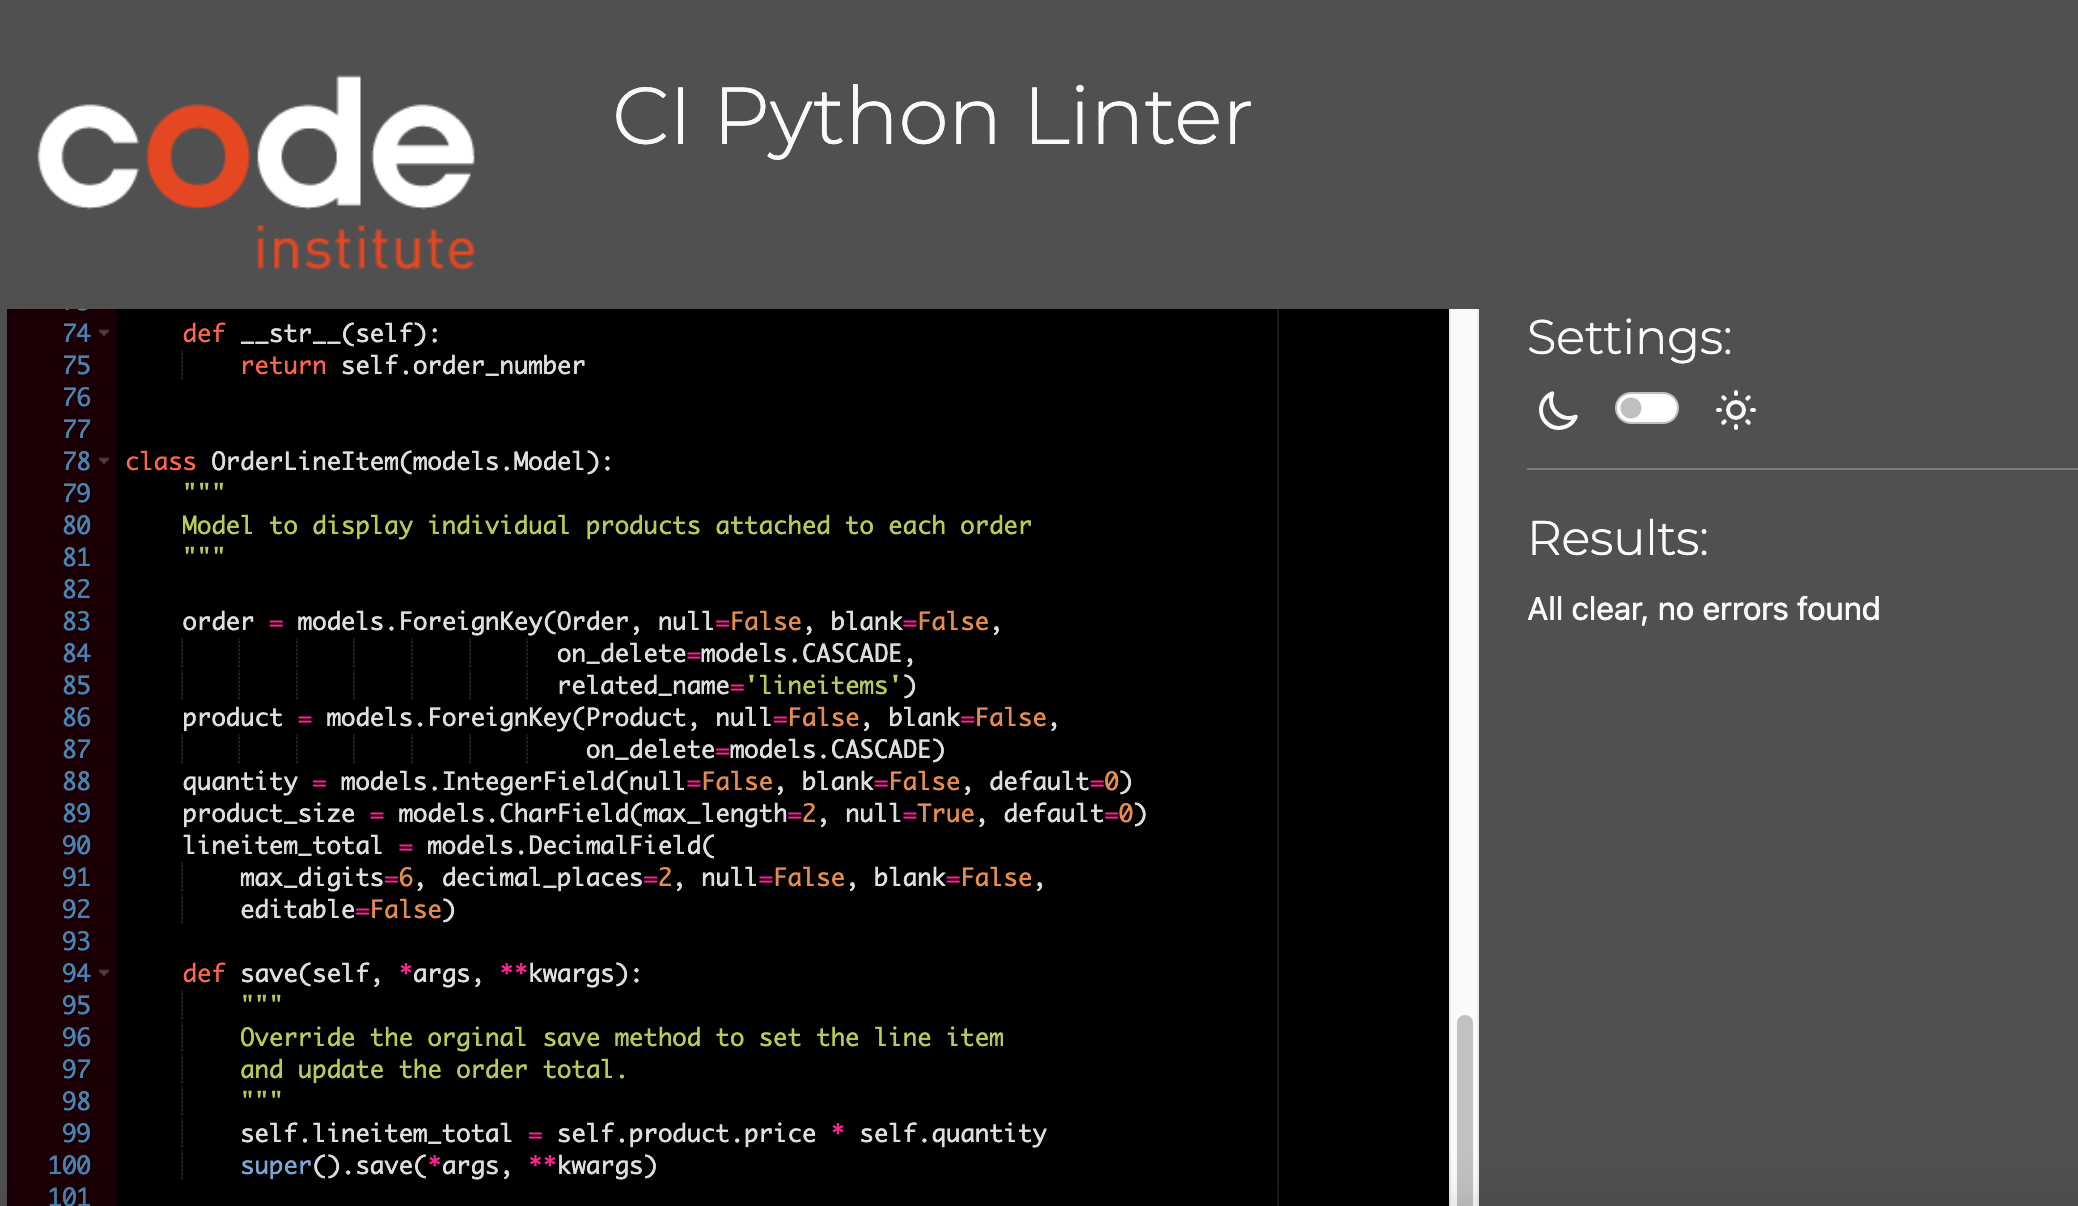 code
institute
CI Python Linter
74 def __str__(self):
75 return self.order_number
76
77
78 class OrderLineItem(models.Model):
79 """
80 Model to display individual products attached to each order
81 """
82
83 order = models.ForeignKey(Order, null=False, blank=False,
84 on_delete=models.CASCADE,
85 related_name='lineitems')
86 product = models.ForeignKey(Product, null=False, blank=False,
87 on_delete=models.CASCADE)
88 quantity = models.IntegerField(null=False, blank=False, default=0)
89 product_size = models.CharField(max_length=2, null=True, default=0)
90 lineitem_total = models.DecimalField(
91 max_digits=6, decimal_places=2, null=False, blank=False,
92 editable=False)
93
94 def save(self, *args, **kwargs):
95 """
96 Override the orginal save method to set the line item
97 and update the order total.
98 """
99 self.lineitem_total = self.product.price * self.quantity
100 super().save(*args, **kwargs)
101
Settings:
Results:
All clear, no errors found